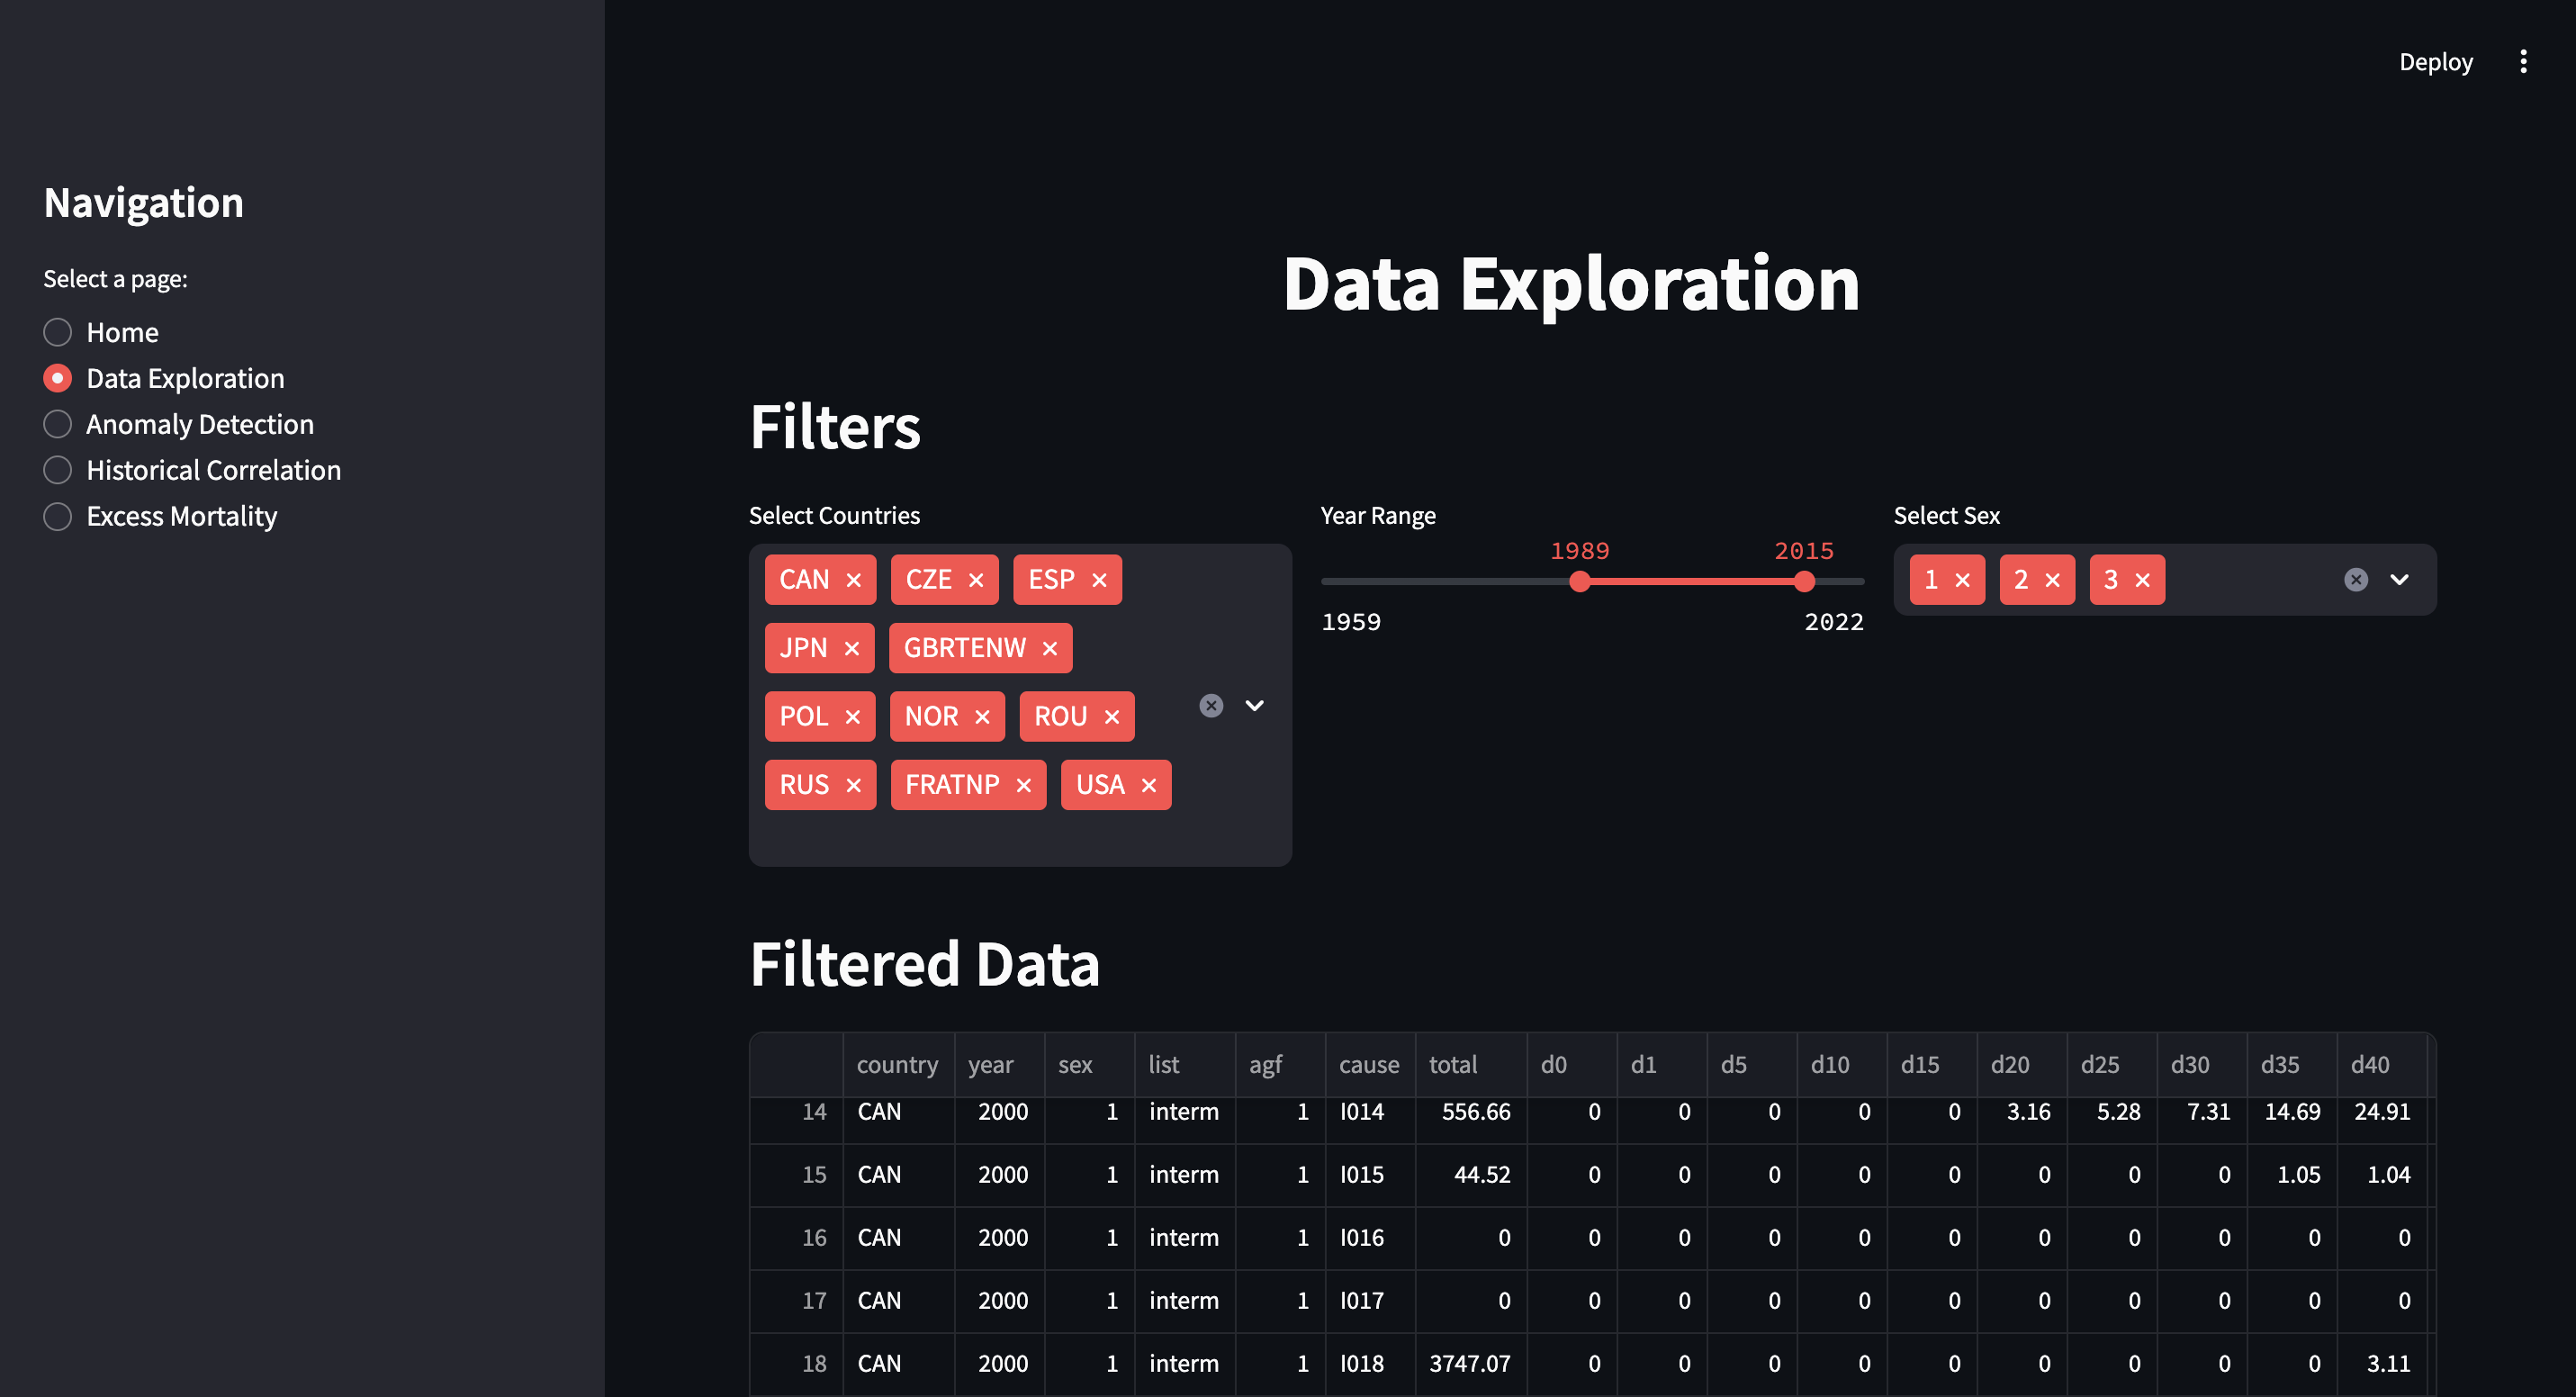 Deploy
Navigation
Select a page:
Home
Data Exploration
Anomaly Detection
Historical Correlation
Excess Mortality
Data Exploration
Filters
Select Countries
CAN CZE ESP
JPN GBRTENW
POL NOR ROU
RUS FRATNP USA
Year Range
1989 2015
1959 2022
Select Sex
1 2 3
Filtered Data
country year sex list agf cause total d0 d1 d5 d10 d15 d20 d25 d30 d35 d40
14 CAN 2000 1 interm 1 I014 556.66 0 0 0 0 0 3.16 5.28 7.31 14.69 24.91
15 CAN 2000 1 interm 1 I015 44.52 0 0 0 0 0 0 0 0 1.05 1.04
16 CAN 2000 1 interm 1 I016 0 0 0 0 0 0 0 0 0 0 0
17 CAN 2000 1 interm 1 I017 0 0 0 0 0 0 0 0 0 0 0
18 CAN 2000 1 interm 1 I018 3747.07 0 0 0 0 0 0 0 0 0 3.11